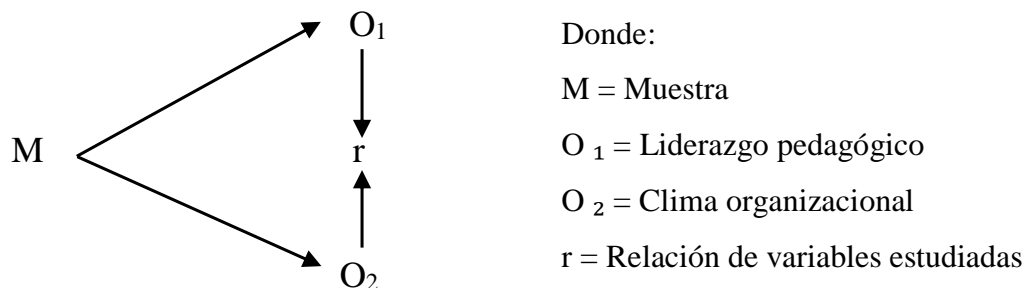 O₁
M
r
O₂
Donde:
M = Muestra
O ₁ = Liderazgo pedagógico
O ₂ = Clima organizacional
r = Relación de variables estudiadas